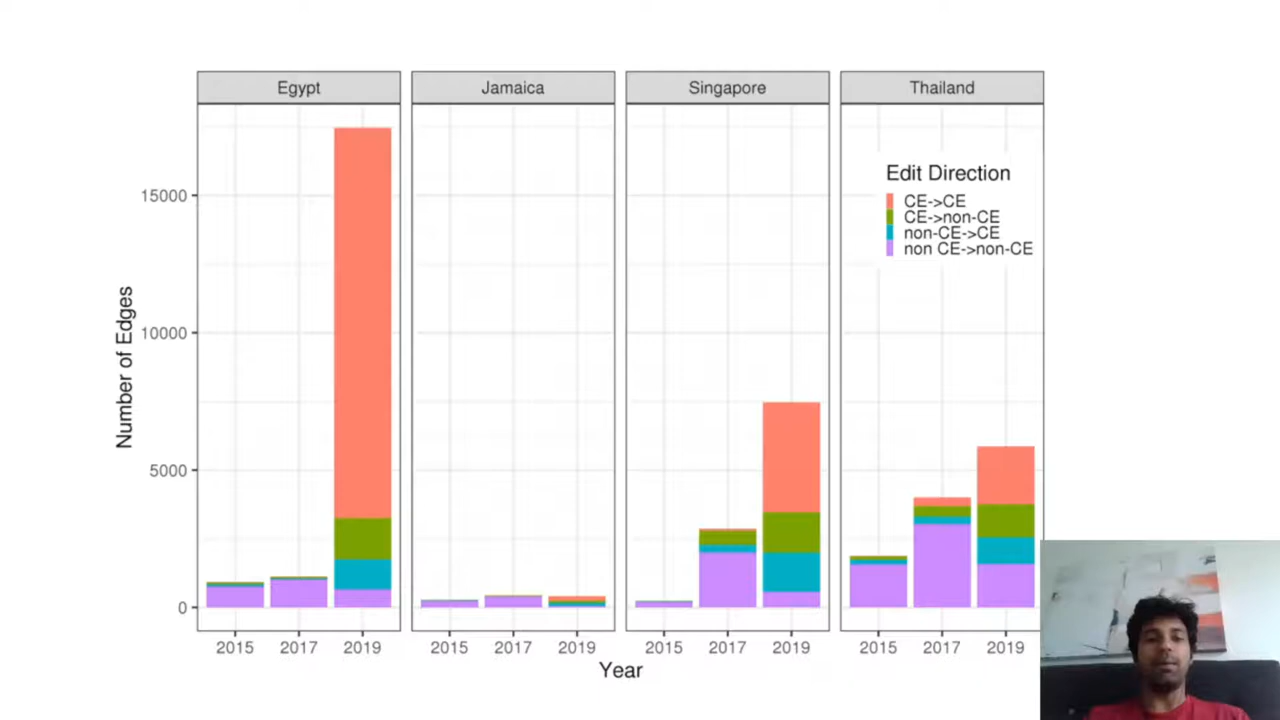 Egypt
Jamaica
Singapore
Thailand
Edit Direction
CE->CE
CE->non-CE
non-CE->CE
non CE->non-CE
Number of Edges
15000
10000
5000
0
2015 2017 2019
2015 2017 2019
2015 2017 2019
2015 2017 2019
Year